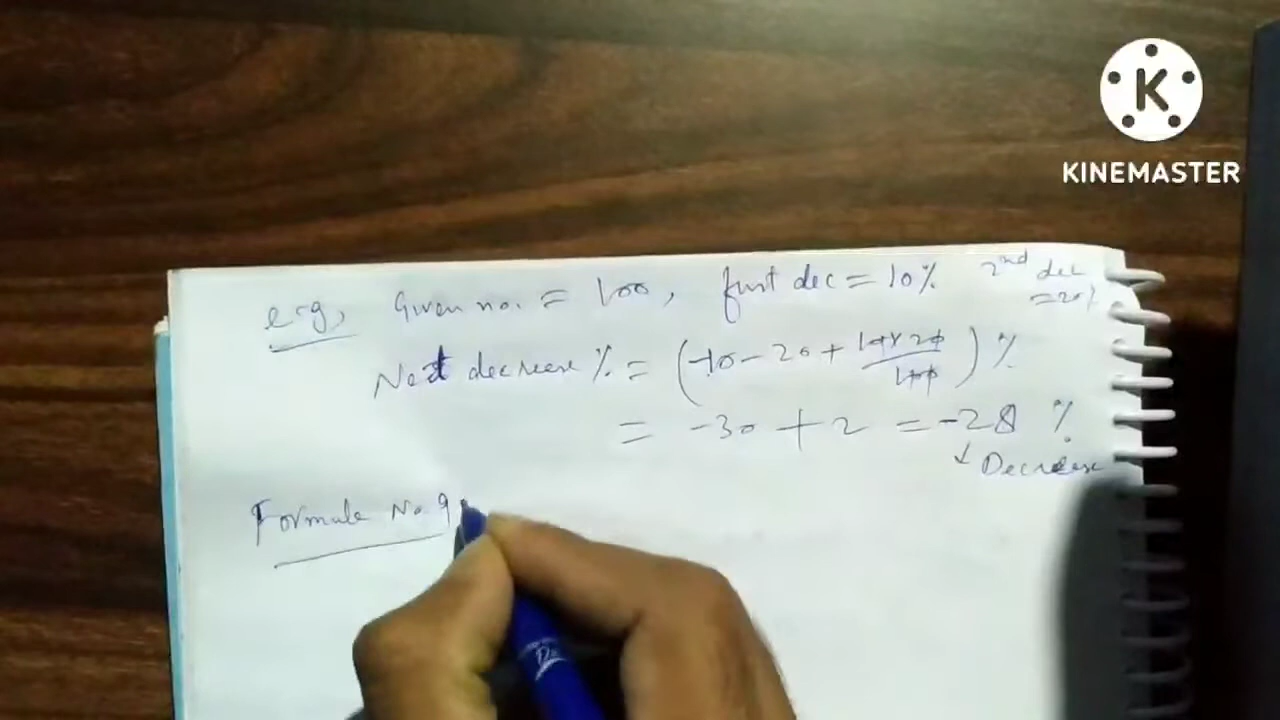 K
KINEMASTER
e.g, Given no. = 100, first dec = 10% 2nd dec = 20%
Net decrease % = (-10 - 20 + 10×20/100) %
= -30 + 2 = -28 %
↓ Decrease
Formula No. 9